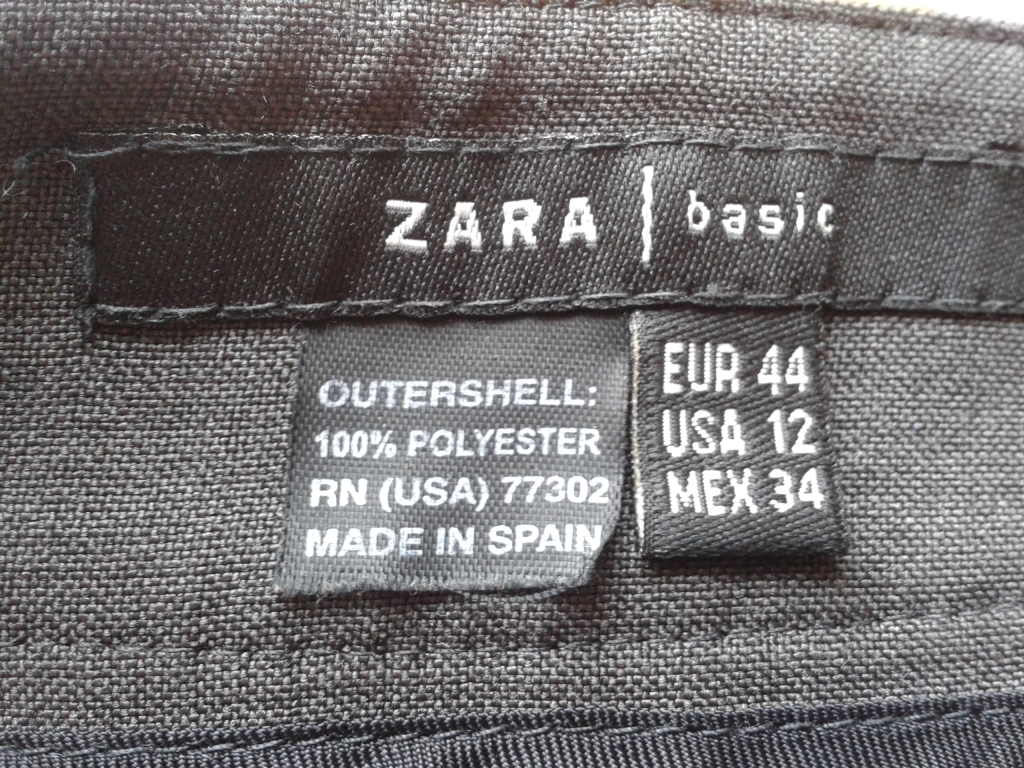 ZARA | basic
OUTERSHELL:
100% POLYESTER
RN (USA) 77302
MADE IN SPAIN
EUR 44
USA 12
MEX 34